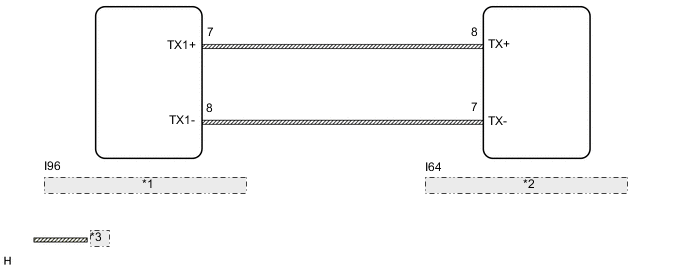 7 8
TX1+ TX+
8 7
TX1- TX-
I96 I64
*1 *2
*3
H